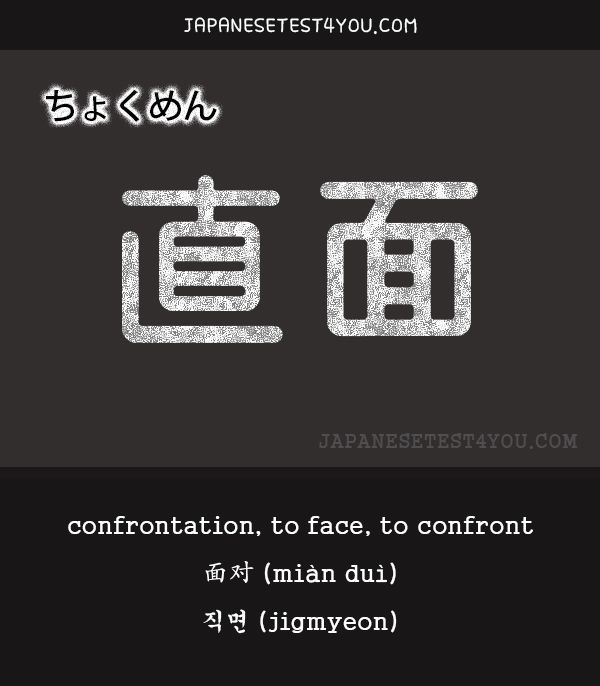 JAPANESETEST4YOU.COM
ちょくめん
直面
JAPANESETEST4YOU.COM
confrontation, to face, to confront
面对 (miàn duì)
직면 (jigmyeon)